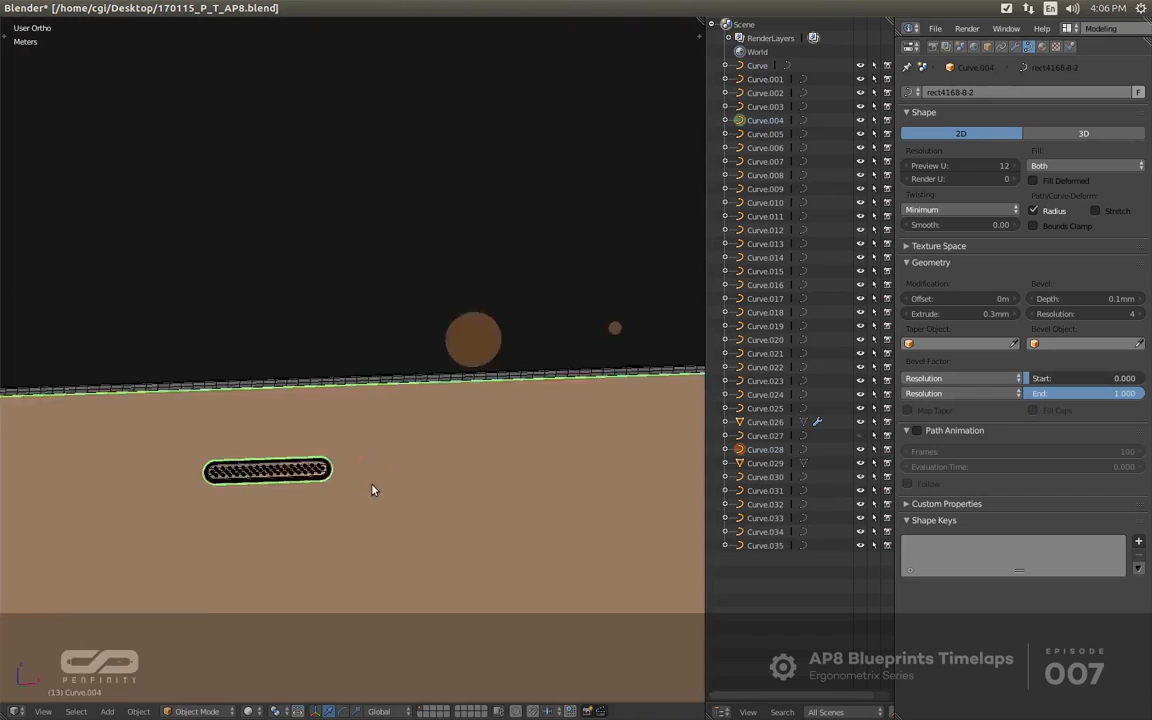 Blender* [/home/cgi/Desktop/170115_P_T_AP8.blend]
En
4:06 PM
User Ortho
Meters
(13) Curve.004
View
Select
Add
Object
Object Mode
Global
Scene
RenderLayers
World
Curve
Curve.001
Curve.002
Curve.003
Curve.004
Curve.005
Curve.006
Curve.007
Curve.008
Curve.009
Curve.010
Curve.011
Curve.012
Curve.013
Curve.014
Curve.015
Curve.016
Curve.017
Curve.018
Curve.019
Curve.020
Curve.021
Curve.022
Curve.023
Curve.024
Curve.025
Curve.026
Curve.027
Curve.028
Curve.029
Curve.030
Curve.031
Curve.032
Curve.033
Curve.034
Curve.035
View
Search
All Scenes
File
Render
Window
Help
Modeling
Curve.004
rect4168-8-2
rect4168-8-2
F
Shape
2D
3D
Resolution:
Fill:
Preview U: 12
Both
Render U: 0
Fill Deformed
Twisting:
Path/Curve-Deform:
Minimum
Radius
Stretch
Smooth: 0.00
Bounds Clamp
Texture Space
Geometry
Modification:
Bevel:
Offset: 0m
Depth: 0.1mm
Extrude: 0.3mm
Resolution: 4
Taper Object:
Bevel Object:
Bevel Factor:
Resolution
Start: 0.000
Resolution
End: 1.000
Map Taper
Fill Caps
Path Animation
Frames: 100
Evaluation Time: 0.000
Follow
Custom Properties
Shape Keys
PENFINITY
AP8 Blueprints Timelaps
Ergonometrix Series
EPISODE
007